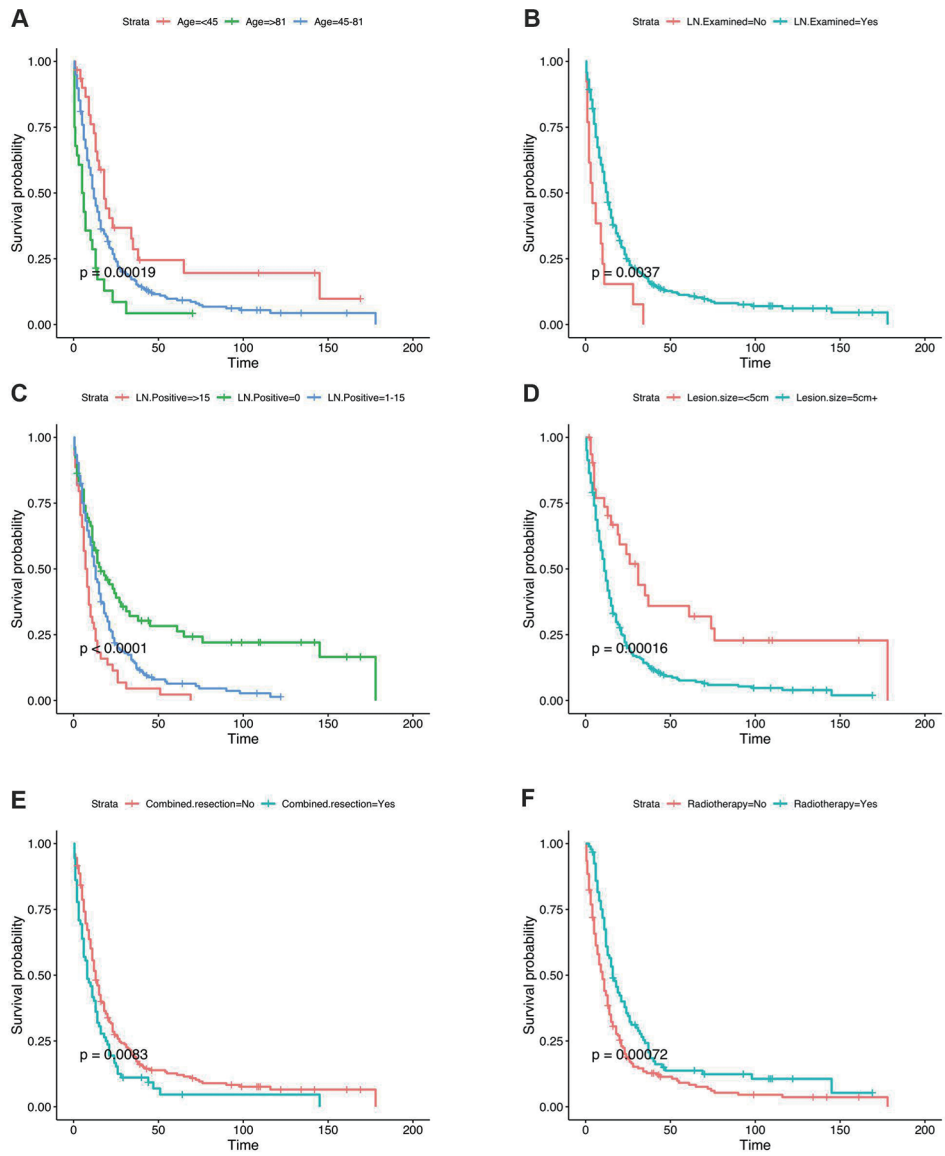 A
Strata Age=<45 Age=>81 Age=45-81
1.00
0.75
0.50
0.25
0.00
Survival probability
p = 0.00019
0 50 100 150 200
Time
B
Strata LN.Examined=No LN.Examined=Yes
1.00
0.75
0.50
0.25
0.00
Survival probability
p = 0.0037
0 50 100 150 200
Time
C
Strata LN.Positive=>15 LN.Positive=0 LN.Positive=1-15
1.00
0.75
0.50
0.25
0.00
Survival probability
p < 0.0001
0 50 100 150 200
Time
D
Strata Lesion.size=<5cm Lesion.size=5cm+
1.00
0.75
0.50
0.25
0.00
Survival probability
p = 0.00016
0 50 100 150 200
Time
E
Strata Combined.resection=No Combined.resection=Yes
1.00
0.75
0.50
0.25
0.00
Survival probability
p = 0.0083
0 50 100 150 200
Time
F
Strata Radiotherapy=No Radiotherapy=Yes
1.00
0.75
0.50
0.25
0.00
Survival probability
p = 0.00072
0 50 100 150 200
Time